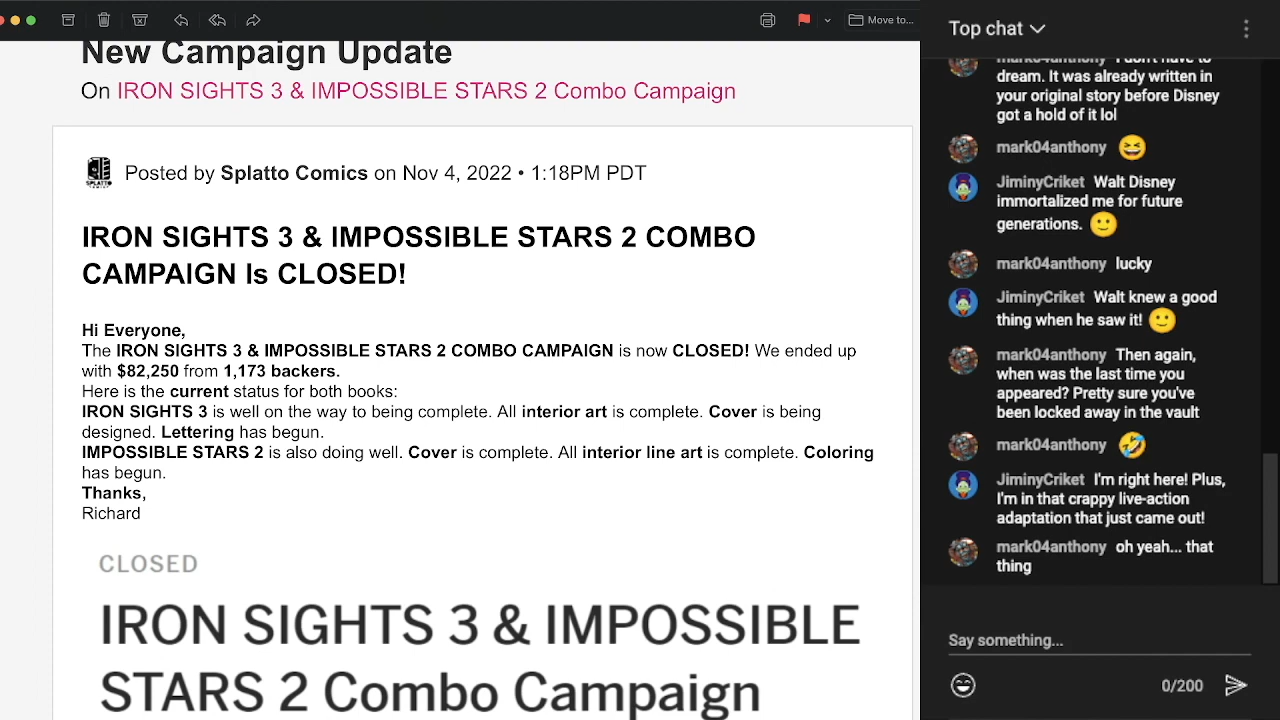 Move to...
New Campaign Update
On IRON SIGHTS 3 & IMPOSSIBLE STARS 2 Combo Campaign
SPLATTO
COMICS
Posted by Splatto Comics on Nov 4, 2022 • 1:18PM PDT
IRON SIGHTS 3 & IMPOSSIBLE STARS 2 COMBO
CAMPAIGN Is CLOSED!
Hi Everyone,
The IRON SIGHTS 3 & IMPOSSIBLE STARS 2 COMBO CAMPAIGN is now CLOSED! We ended up
with $82,250 from 1,173 backers.
Here is the current status for both books:
IRON SIGHTS 3 is well on the way to being complete. All interior art is complete. Cover is being
designed. Lettering has begun.
IMPOSSIBLE STARS 2 is also doing well. Cover is complete. All interior line art is complete. Coloring
has begun.
Thanks,
Richard
CLOSED
IRON SIGHTS 3 & IMPOSSIBLE
STARS 2 Combo Campaign
Top chat
mark04anthony I don't have to
dream. It was already written in
your original story before Disney
got a hold of it lol
mark04anthony 😆
JiminyCriket Walt Disney
immortalized me for future
generations. 🙂
mark04anthony lucky
JiminyCriket Walt knew a good
thing when he saw it! 🙂
mark04anthony Then again,
when was the last time you
appeared? Pretty sure you've
been locked away in the vault
mark04anthony 🤣
JiminyCriket I'm right here! Plus,
I'm in that crappy live-action
adaptation that just came out!
mark04anthony oh yeah... that
thing
Say something...
0/200